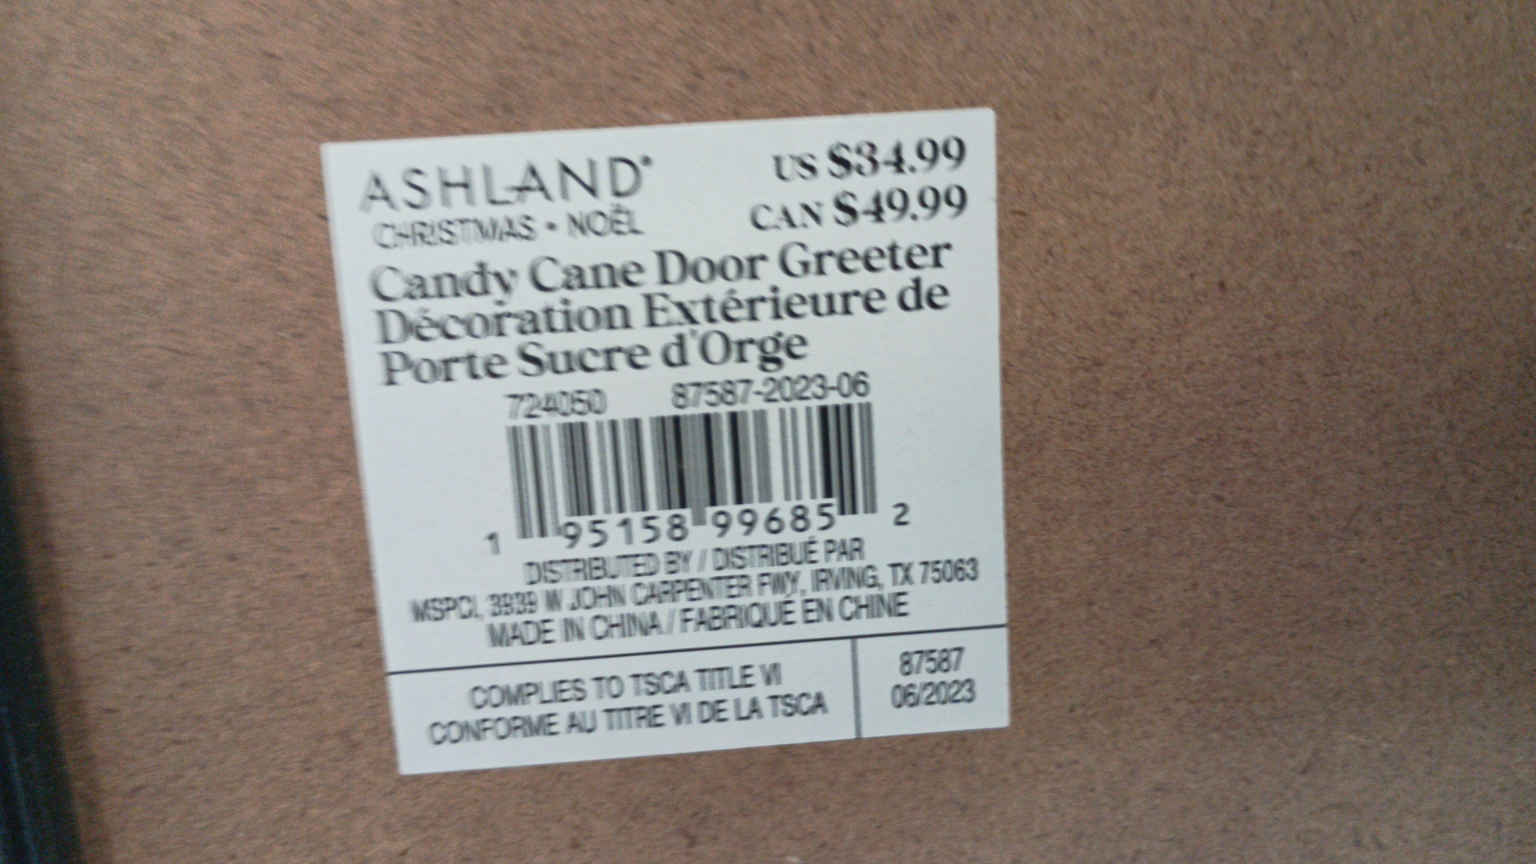 ASHLAND®
US $34.99
CHRISTMAS • NOËL
CAN $49.99
Candy Cane Door Greeter
Décoration Extérieure de
Porte Sucre d'Orge
724050 87587-2023-06
1 95158 99685 2
DISTRIBUTED BY / DISTRIBUÉ PAR
MSPCI, 3939 W JOHN CARPENTER FWY, IRVING, TX 75063
MADE IN CHINA / FABRIQUÉ EN CHINE
COMPLIES TO TSCA TITLE VI
CONFORME AU TITRE VI DE LA TSCA
87587
06/2023